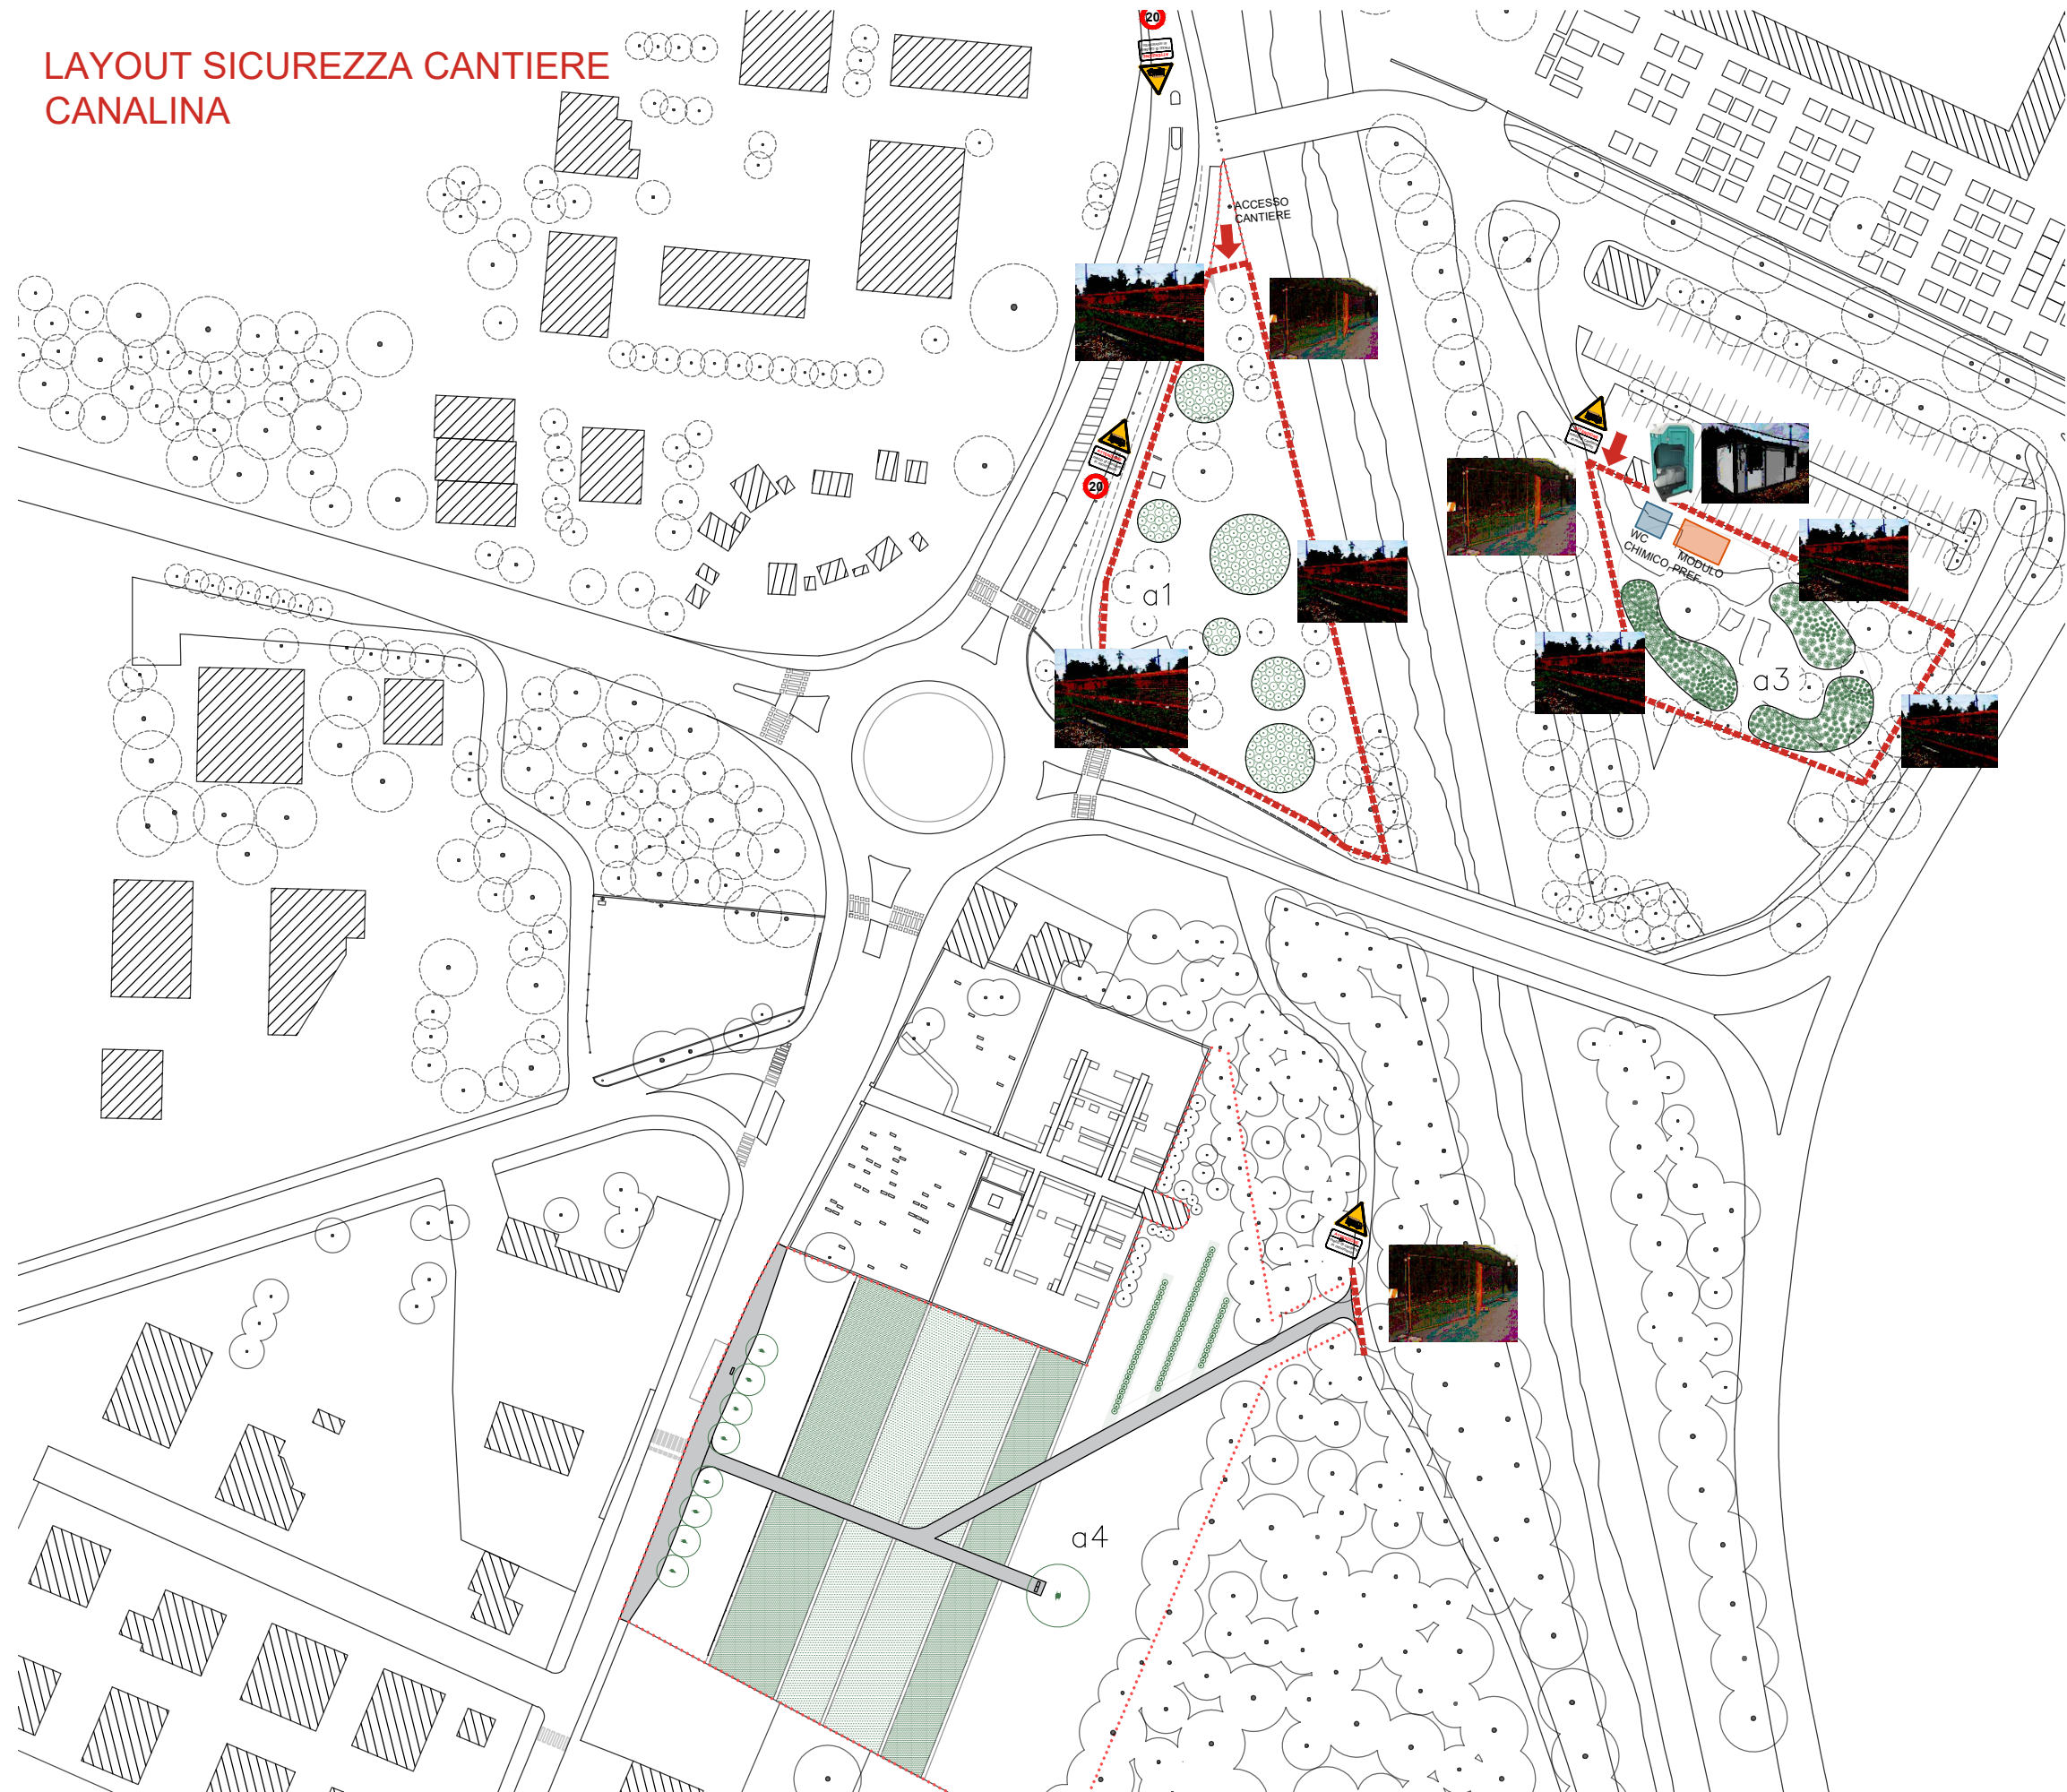 LAYOUT SICUREZZA CANTIERE
CANALINA
20
ACCESSO
CANTIERE
20
a1
WC
CHIMICO
MODULO
PREF.
a3
a4